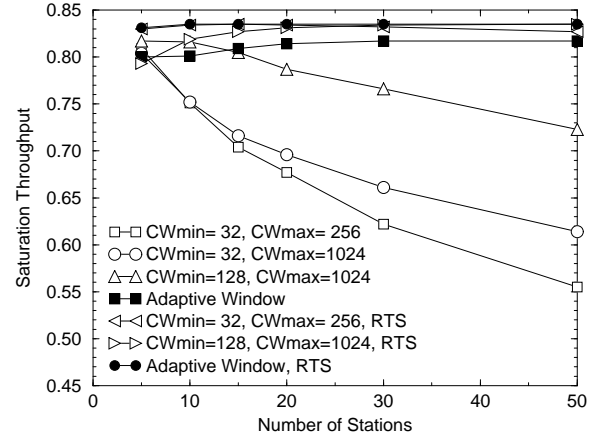 0.85
0.80
0.75
0.70
0.65
0.60
0.55
0.50
0.45
Saturation Throughput
CWmin= 32, CWmax= 256
CWmin= 32, CWmax=1024
CWmin=128, CWmax=1024
Adaptive Window
CWmin= 32, CWmax= 256, RTS
CWmin=128, CWmax=1024, RTS
Adaptive Window, RTS
0 10 20 30 40 50
Number of Stations